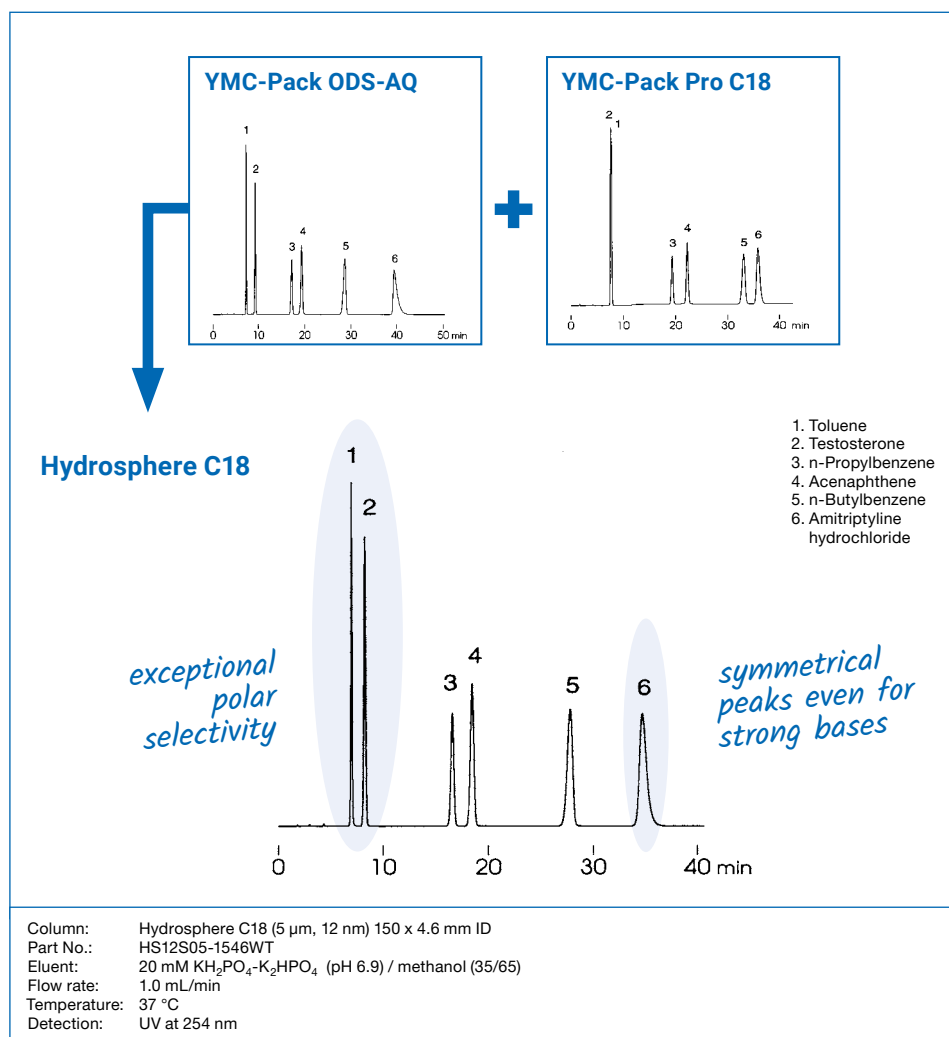 YMC-Pack ODS-AQ
1
2
3
4
5
6
0 10 20 30 40 50 min
YMC-Pack Pro C18
2
1
3
4
5
6
0 10 20 30 40 min
Hydrosphere C18
1
2
3
4
5
6
exceptional
polar
selectivity
symmetrical
peaks even for
strong bases
0 10 20 30 40 min
1. Toluene
2. Testosterone
3. n-Propylbenzene
4. Acenaphthene
5. n-Butylbenzene
6. Amitriptyline
hydrochloride
Column: Hydrosphere C18 (5 µm, 12 nm) 150 x 4.6 mm ID
Part No.: HS12S05-1546WT
Eluent: 20 mM KH₂PO₄-K₂HPO₄ (pH 6.9) / methanol (35/65)
Flow rate: 1.0 mL/min
Temperature: 37 °C
Detection: UV at 254 nm